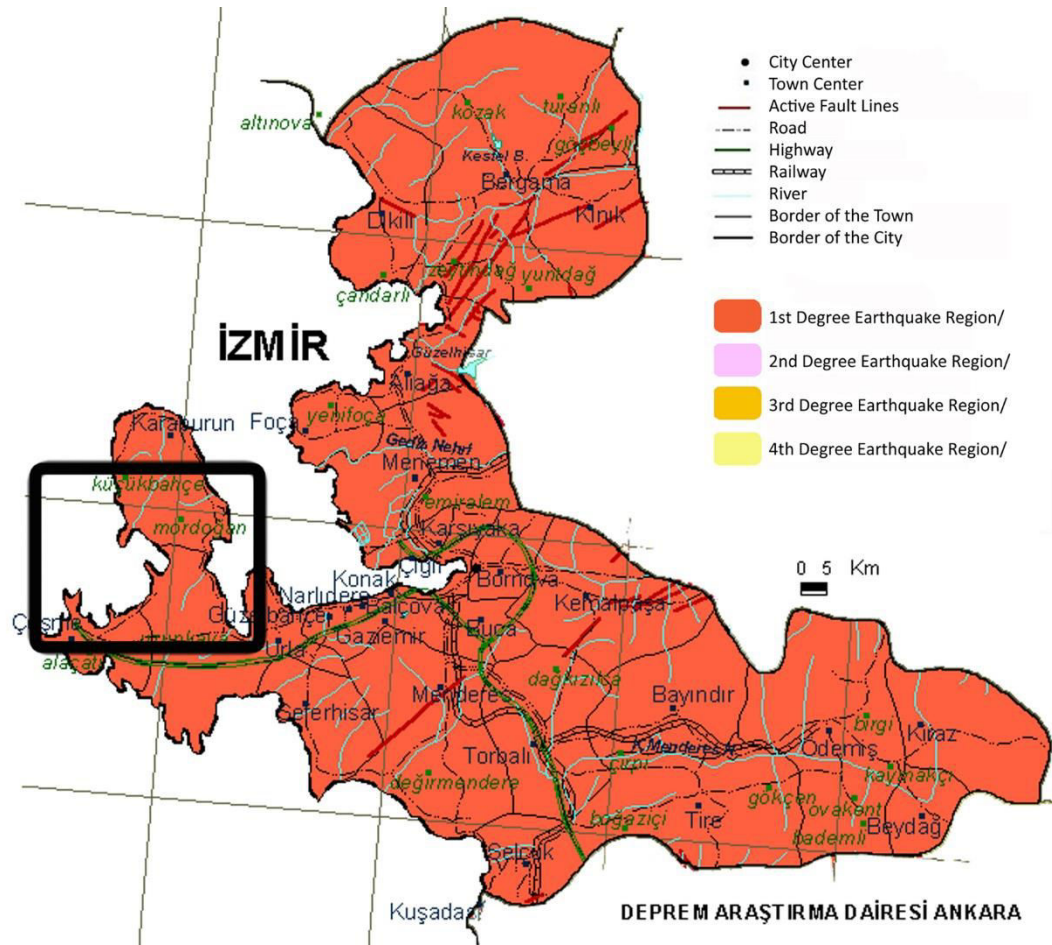 City Center
Town Center
Active Fault Lines
Road
Highway
Railway
River
Border of the Town
Border of the City
1st Degree Earthquake Region/
2nd Degree Earthquake Region/
3rd Degree Earthquake Region/
4th Degree Earthquake Region/
altınova
kozak
turanlı
göçbeyli
Kestel B.
Bergama
Dikili
Kınık
zeytindağ
yuntdağ
çandarlı
İZMİR
Güzelhisar
Aliağa
yenifoça
Foça
Karaburun
Gediz Nehri
Menemen
küçükbahçe
emiralem
mordoğan
Karşıyaka
0 5 Km
Çiğli
Bornova
Konak
Narlıdere
Balçova
Kemalpaşa
Güzelbahçe
Gaziemir
Buca
Çeşme
Urla
alaçatı
dağkızılca
Menderes
Bayındır
Seferhisar
birgi
Kiraz
Ödemiş
Torbalı
K.Menderes N.
çırpı
kaymakçı
değirmendere
gökçen
ovakent
Tire
boğaziçi
Beydağ
bademli
Selçuk
Kuşadası
DEPREM ARAŞTIRMA DAİRESİ ANKARA